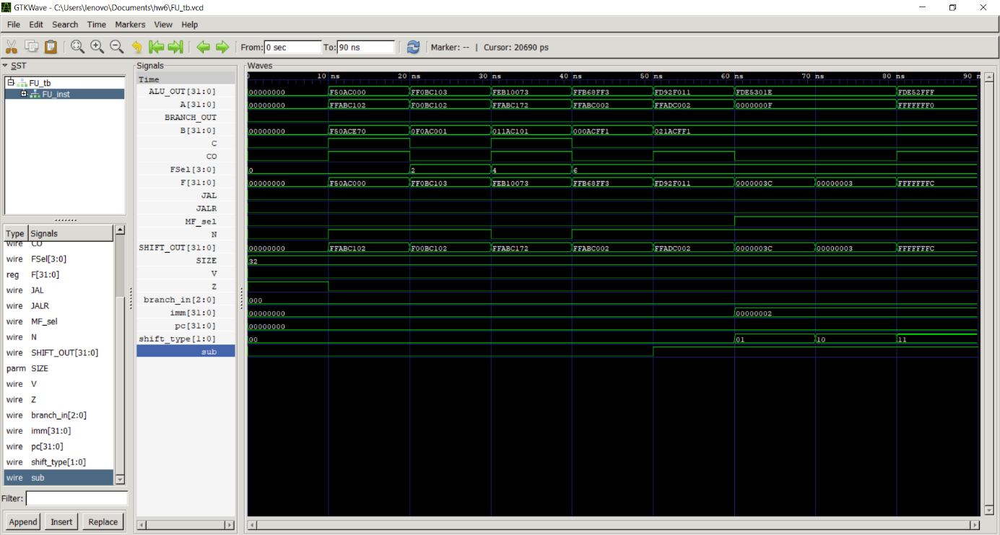 GTKWave - C:\Users\lenovo\Documents\hw6\FU_tb.vcd
File Edit Search Time Markers View Help
From: 0 sec To: 90 ns Marker: -- | Cursor: 20690 ps
SST
FU_tb
FU_inst
Type Signals
wire CO
wire FSel[3:0]
reg F[31:0]
wire JAL
wire JALR
wire MF_sel
wire N
wire SHIFT_OUT[31:0]
parm SIZE
wire V
wire Z
wire branch_in[2:0]
wire imm[31:0]
wire pc[31:0]
wire shift_type[1:0]
wire sub
Filter:
Append Insert Replace
Signals
Time
ALU_OUT[31:0]
A[31:0]
BRANCH_OUT
B[31:0]
C
CO
FSel[3:0]
F[31:0]
JAL
JALR
MF_sel
N
SHIFT_OUT[31:0]
SIZE
V
Z
branch_in[2:0]
imm[31:0]
pc[31:0]
shift_type[1:0]
sub
Waves
0 10 ns 20 ns 30 ns 40 ns 50 ns 60 ns 70 ns 80 ns 90 n
00000000 F50AC000 FF0BC103 FEB10073 FFB68FF3 FD92F011 FDE5301E FDE52FFF
00000000 FFABC102 F00BC102 FFABC172 FFABC002 FFADC002 0000000F FFFFFFF0
00000000 F50ACE70 0F0AC001 011AC101 000ACFF1 021ACFF1
0 2 4 6
00000000 F50AC000 FF0BC103 FEB10073 FFB68FF3 FD92F011 0000003C 00000003 FFFFFFFC
00000000 FFABC102 F00BC102 FFABC172 FFABC002 FFADC002 0000003C 00000003 FFFFFFFC
32
000
00000000 00000002
00000000
00 01 10 11